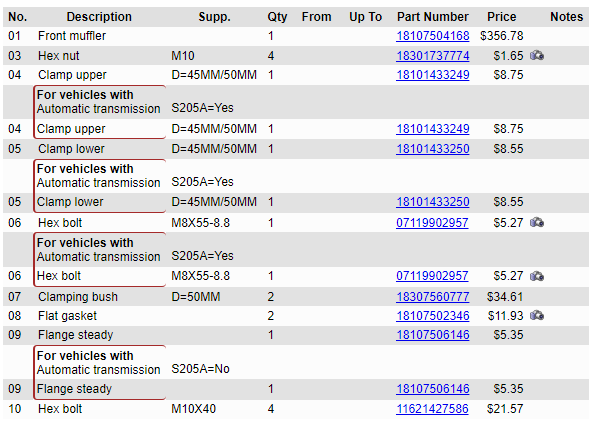 No. Description Supp. Qty From Up To Part Number Price Notes
01 Front muffler 1 18107504168 $356.78
03 Hex nut M10 4 18301737774 $1.65
04 Clamp upper D=45MM/50MM 1 18101433249 $8.75
For vehicles with
Automatic transmission S205A=Yes
04 Clamp upper D=45MM/50MM 1 18101433249 $8.75
05 Clamp lower D=45MM/50MM 1 18101433250 $8.55
For vehicles with
Automatic transmission S205A=Yes
05 Clamp lower D=45MM/50MM 1 18101433250 $8.55
06 Hex bolt M8X55-8.8 1 07119902957 $5.27
For vehicles with
Automatic transmission S205A=Yes
06 Hex bolt M8X55-8.8 1 07119902957 $5.27
07 Clamping bush D=50MM 2 18307560777 $34.61
08 Flat gasket 2 18107502346 $11.93
09 Flange steady 1 18107506146 $5.35
For vehicles with
Automatic transmission S205A=No
09 Flange steady 1 18107506146 $5.35
10 Hex bolt M10X40 4 11621427586 $21.57